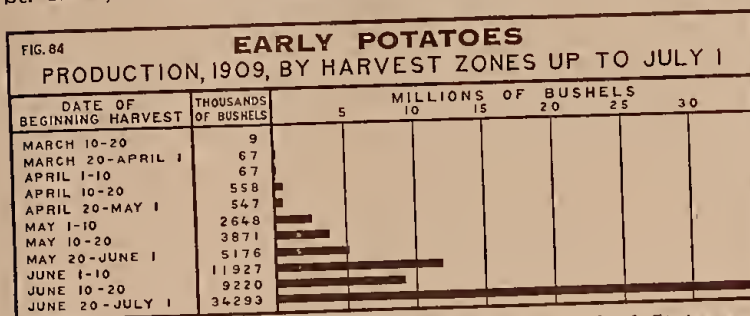 FIG. 84
EARLY POTATOES
PRODUCTION, 1909, BY HARVEST ZONES UP TO JULY 1
DATE OF BEGINNING HARVEST THOUSANDS OF BUSHELS MILLIONS OF BUSHELS
5 10 15 20 25 30
MARCH 10-20 9
MARCH 20-APRIL 1 67
APRIL 1-10 67
APRIL 10-20 558
APRIL 20-MAY 1 547
MAY 1-10 2648
MAY 10-20 3871
MAY 20-JUNE 1 5176
JUNE 1-10 11927
JUNE 10-20 9220
JUNE 20-JULY 1 34293